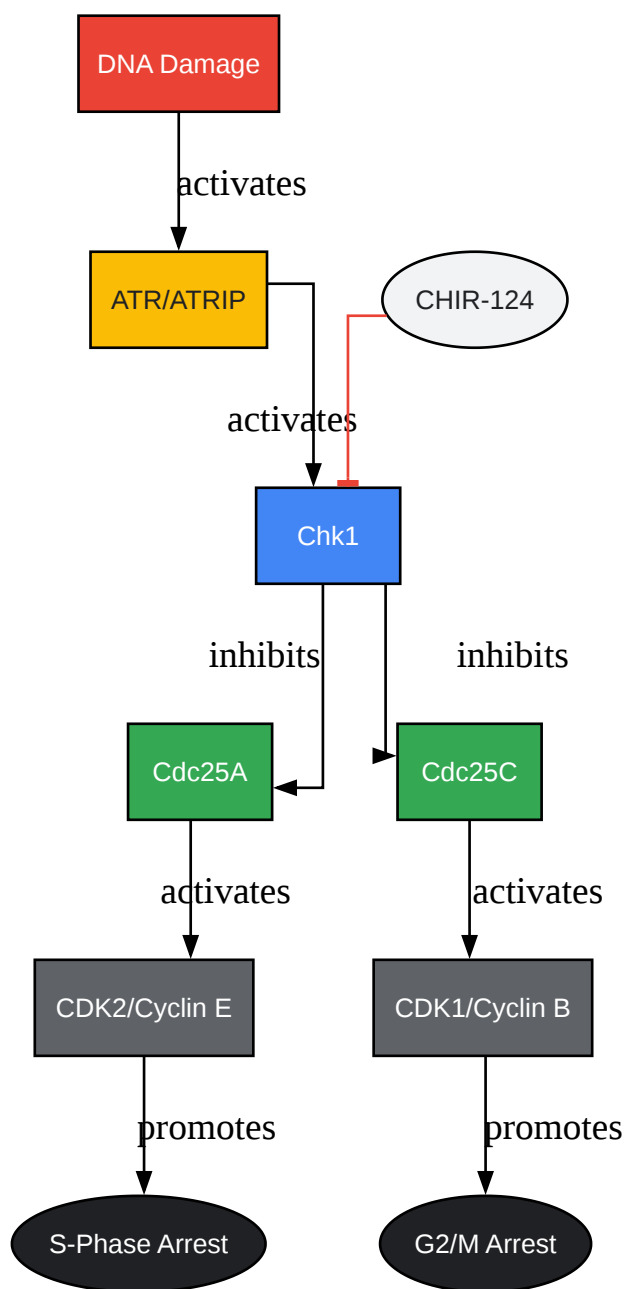 DNA Damage
activates
ATR/ATRIP
CHIR-124
activates
Chk1
inhibits
inhibits
Cdc25A
Cdc25C
activates
activates
CDK2/Cyclin E
CDK1/Cyclin B
promotes
promotes
S-Phase Arrest
G2/M Arrest